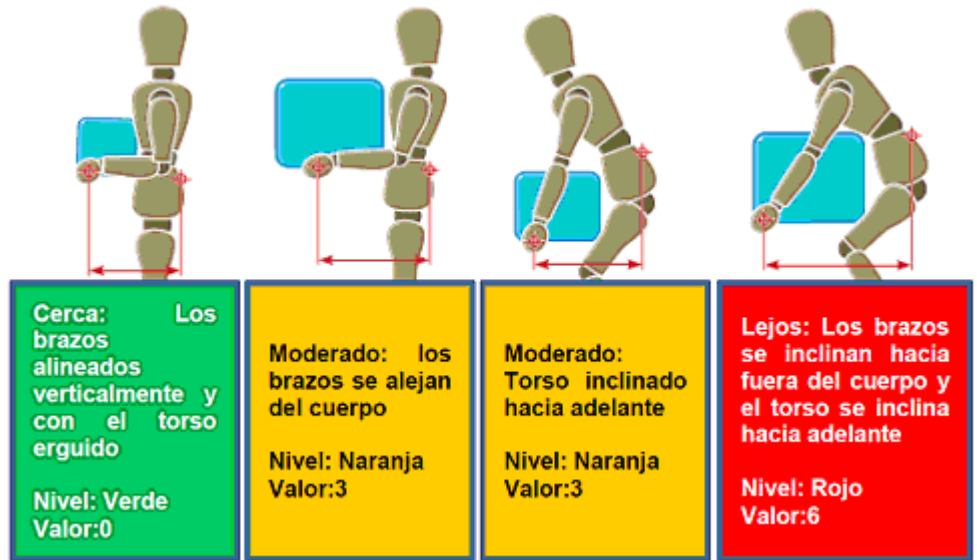 Cerca: Los
brazos
alineados
verticalmente y
con el torso
erguido
Nivel: Verde
Valor:0
Moderado: los
brazos se alejan
del cuerpo
Nivel: Naranja
Valor:3
Moderado:
Torso inclinado
hacia adelante
Nivel: Naranja
Valor:3
Lejos: Los brazos
se inclinan hacia
fuera del cuerpo y
el torso se inclina
hacia adelante
Nivel: Rojo
Valor:6